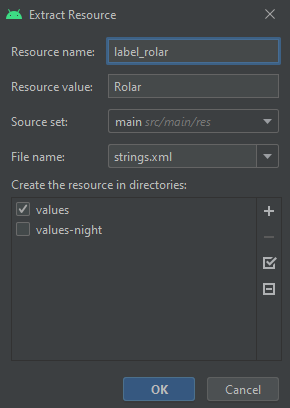 Extract Resource
Resource name: label_rolar
Resource value: Rolar
Source set: main src/main/res
File name: strings.xml
Create the resource in directories:
values
values-night
OK Cancel